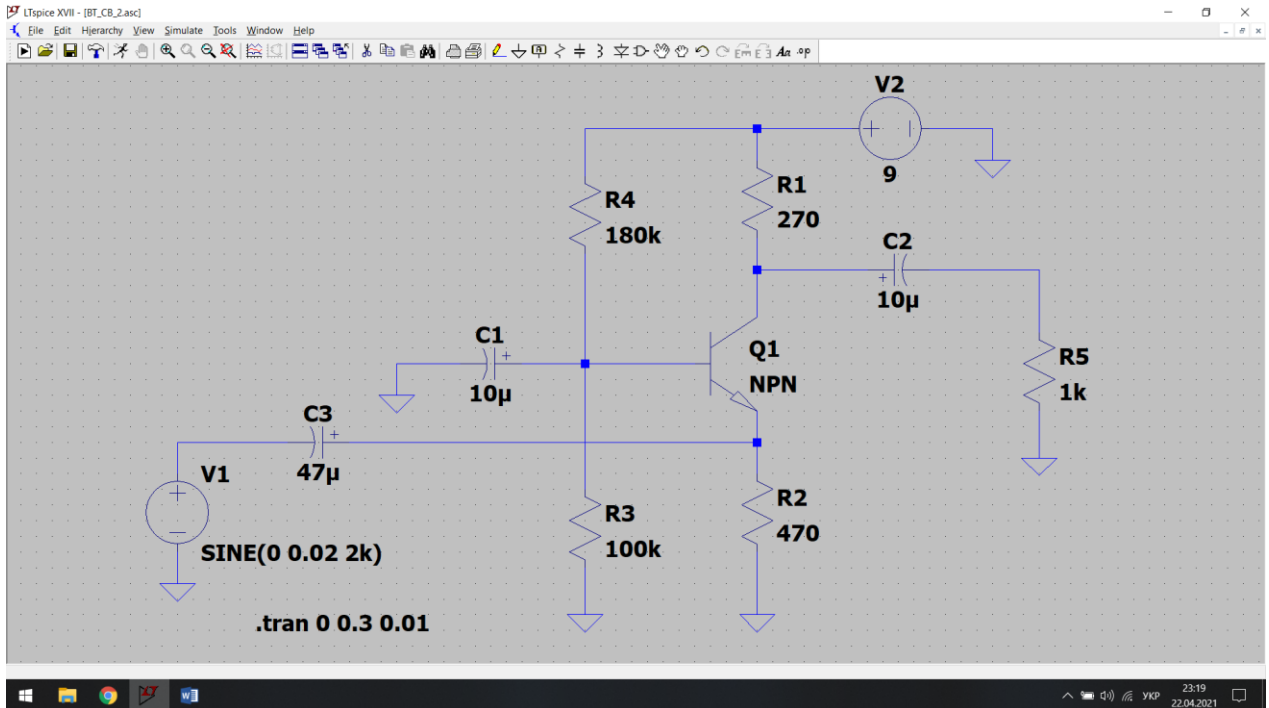 LTspice XVII - [BT_CB_2.asc]
File Edit Hierarchy View Simulate Tools Window Help
V2
9
R4
180k
R1
270
C2
10µ
C1
10µ
Q1
NPN
R5
1k
C3
47µ
V1
SINE(0 0.02 2k)
R3
100k
R2
470
.tran 0 0.3 0.01
23:19
УКР
22.04.2021